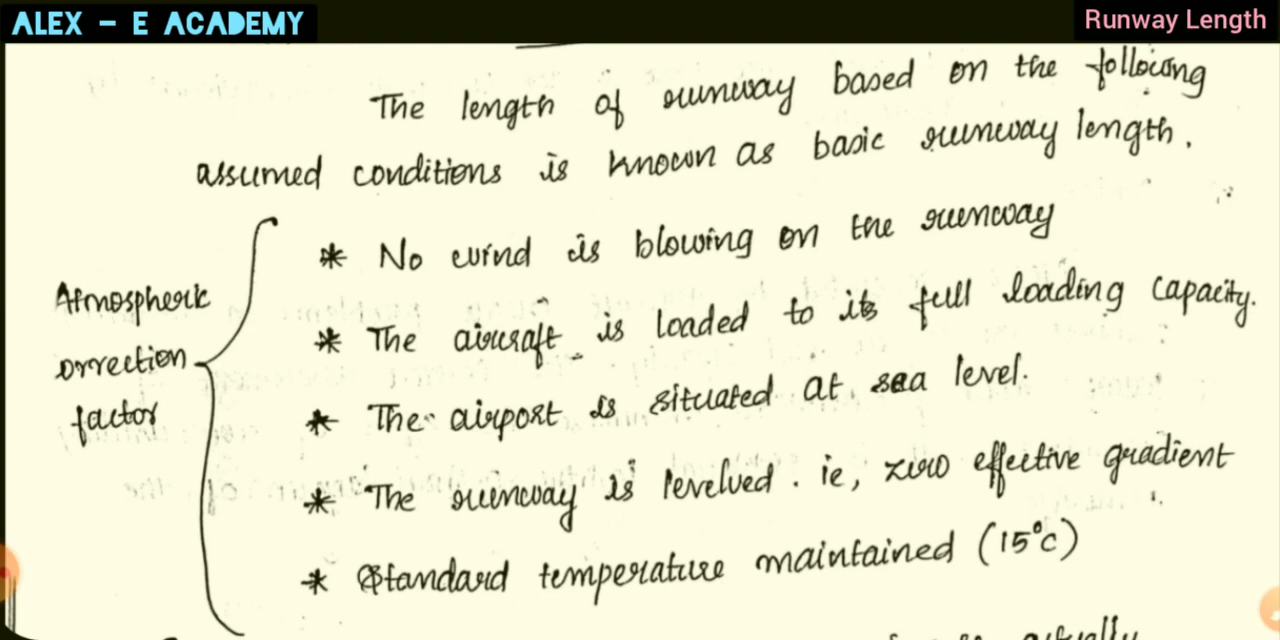 ALEX - E ACADEMY
Runway Length
The length of runway based on the following
assumed conditions is known as basic runway length.
* No wind is blowing on the runway
* The aircraft is loaded to its full loading capacity.
* The airport is situated at sea level.
* The runway is levelved. ie, zero effective gradient
* Standard temperature maintained (15°C)
Atmospheric
orrection
factor
actually